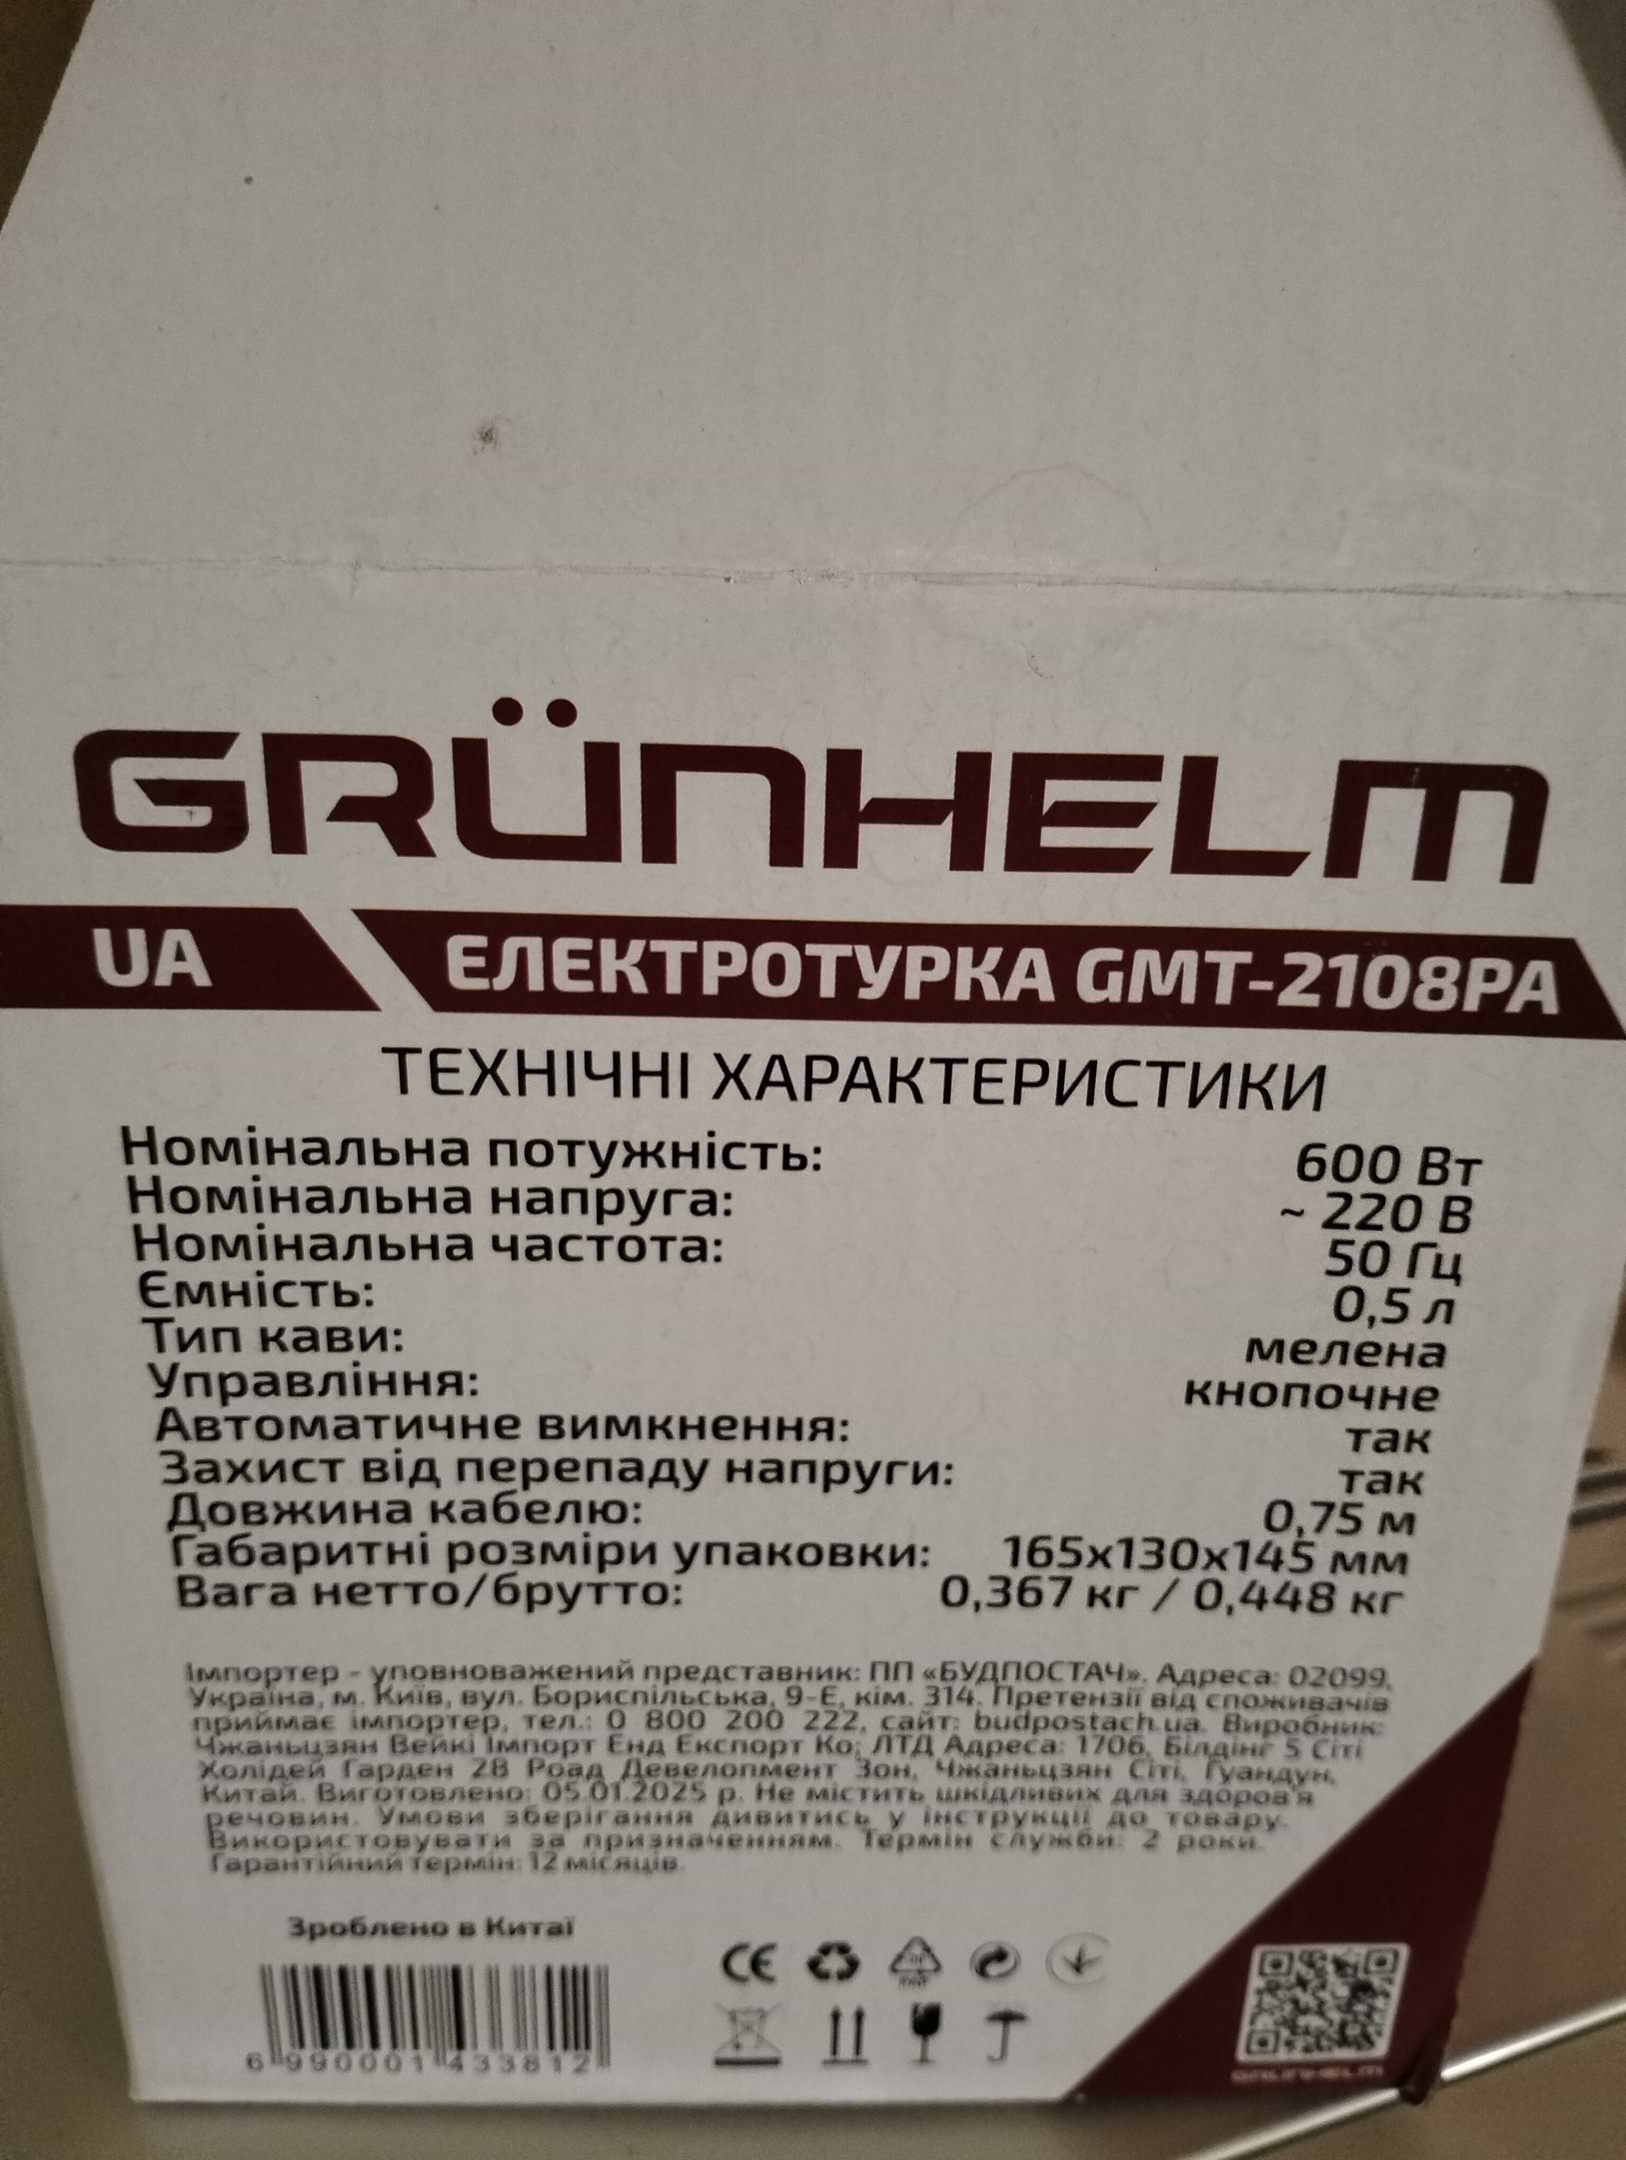 GRÜNHELM
UA
ЕЛЕКТРОТУРКА GMT-2108PA
ТЕХНІЧНІ ХАРАКТЕРИСТИКИ
Номінальна потужність: 600 Вт
Номінальна напруга: ~ 220 В
Номінальна частота: 50 Гц
Ємність: 0,5 л
Тип кави: мелена
Управління: кнопочне
Автоматичне вимкнення: так
Захист від перепаду напруги: так
Довжина кабелю: 0,75 м
Габаритні розміри упаковки: 165х130х145 мм
Вага нетто/брутто: 0,367 кг / 0,448 кг
Імпортер - уповноважений представник: ПП «БУДПОСТАЧ». Адреса: 02099,
Україна, м. Київ, вул. Бориспільська, 9-Е, кім. 314. Претензії від споживачів
приймає імпортер, тел.: 0 800 200 222, сайт: budpostach.ua. Виробник:
Чжаньцзян Вейкі Імпорт Енд Експорт Ко; ЛТД Адреса: 1706, Білдінг 5 Сіті
Холідей Гарден 28 Роад Девелопмент Зон, Чжаньцзян Сіті, Гуандун,
Китай. Виготовлено: 05.01.2025 р. Не містить шкідливих для здоров'я
речовин. Умови зберігання дивитись у інструкції до товару.
Використовувати за призначенням. Термін служби: 2 роки.
Гарантійний термін: 12 місяців.
Зроблено в Китаї
CE
6 990001 433812
GRÜNHELM